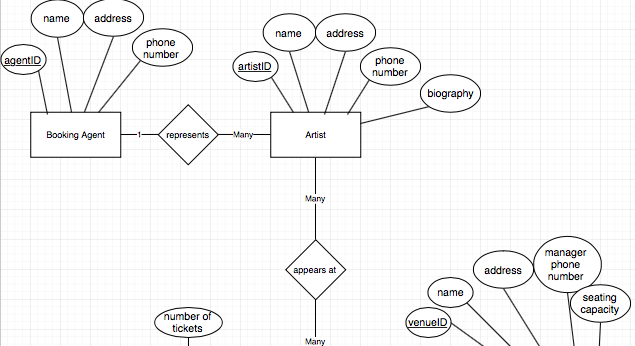 name
address
agentID
phone
number
name
address
artistID
phone
number
biography
Booking Agent
1
represents
Many
Artist
Many
appears at
manager
phone
number
address
name
seating
capacity
number of
tickets
venueID
Many